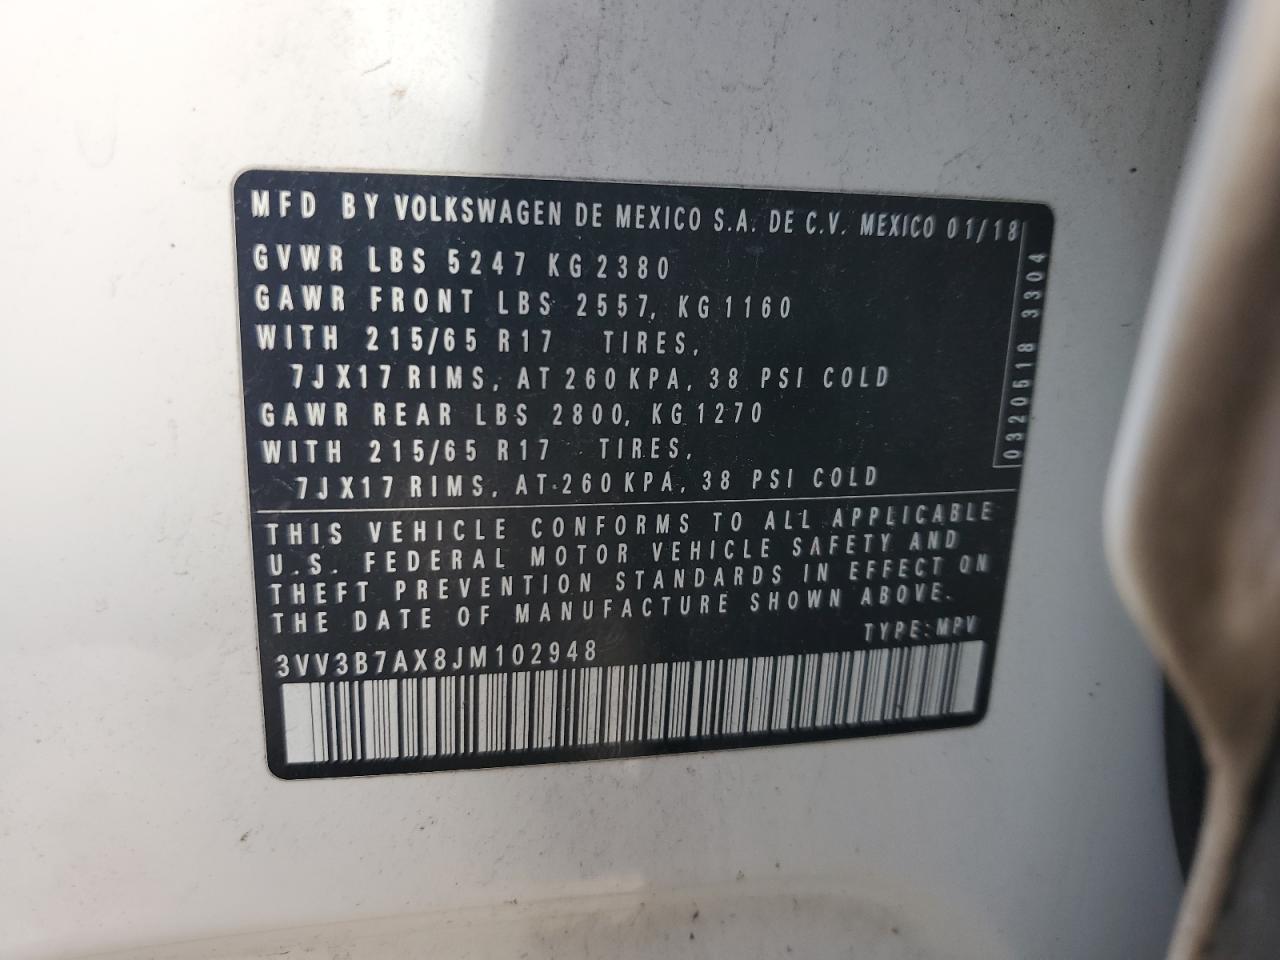 MFD BY VOLKSWAGEN DE MEXICO S.A. DE C.V. MEXICO 01/18
GVWR LBS 5247 KG 2380
GAWR FRONT LBS 2557, KG 1160
WITH 215/65 R17 TIRES,
7JX17 RIMS, AT 260 KPA, 38 PSI COLD
GAWR REAR LBS 2800, KG 1270
WITH 215/65 R17 TIRES,
7JX17 RIMS, AT 260 KPA, 38 PSI COLD
0320518 3304
THIS VEHICLE CONFORMS TO ALL APPLICABLE
U.S. FEDERAL MOTOR VEHICLE SAFETY AND
THEFT PREVENTION STANDARDS IN EFFECT ON
THE DATE OF MANUFACTURE SHOWN ABOVE.
TYPE: MPV
3VV3B7AX8JM102948